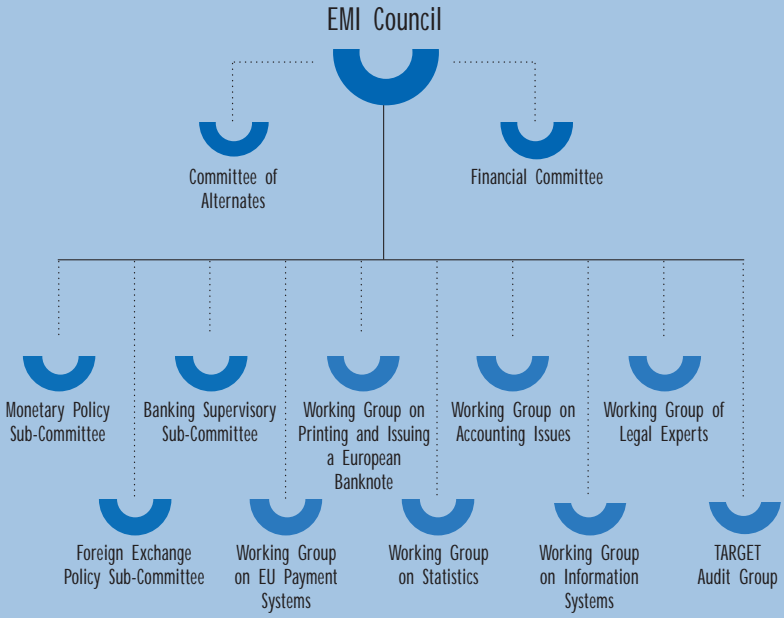 EMI Council
Committee of
Alternates
Financial Committee
Monetary Policy
Sub-Committee
Banking Supervisory
Sub-Committee
Working Group on
Printing and Issuing
a European
Banknote
Working Group on
Accounting Issues
Working Group of
Legal Experts
Foreign Exchange
Policy Sub-Committee
Working Group
on EU Payment
Systems
Working Group
on Statistics
Working Group
on Information
Systems
TARGET
Audit Group